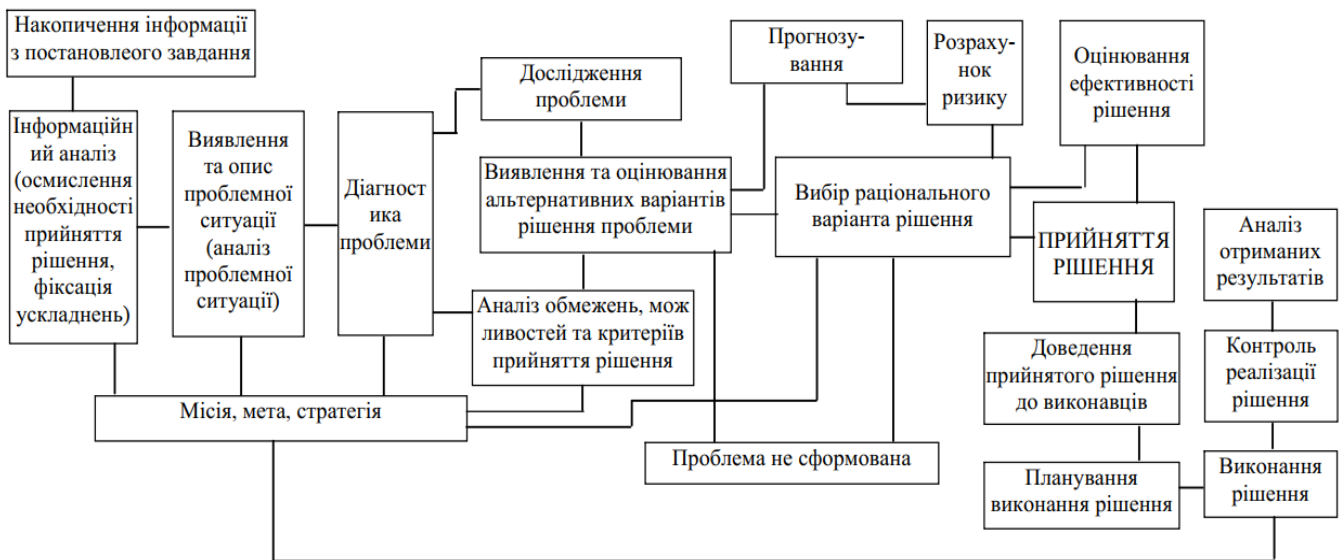 Накопичення інформації
з постановлеого завдання
Інформаційн
ий аналіз
(осмислення
необхідності
прийняття
рішення,
фіксація
ускладнень)
Виявлення
та опис
проблемної
ситуації
(аналіз
проблемної
ситуації)
Діагност
ика
проблеми
Дослідження
проблеми
Виявлення та оцінювання
альтернативних варіантів
рішення проблеми
Аналіз обмежень, мож
ливостей та критеріїв
прийняття рішення
Місія, мета, стратегія
Прогнозу-
вання
Розраху-
нок
ризику
Вибір раціонального
варіанта рішення
Проблема не сформована
Оцінювання
ефективності
рішення
ПРИЙНЯТТЯ
РІШЕННЯ
Доведення
прийнятого рішення
до виконавців
Планування
виконання рішення
Аналіз
отриманих
результатів
Контроль
реалізації
рішення
Виконання
рішення